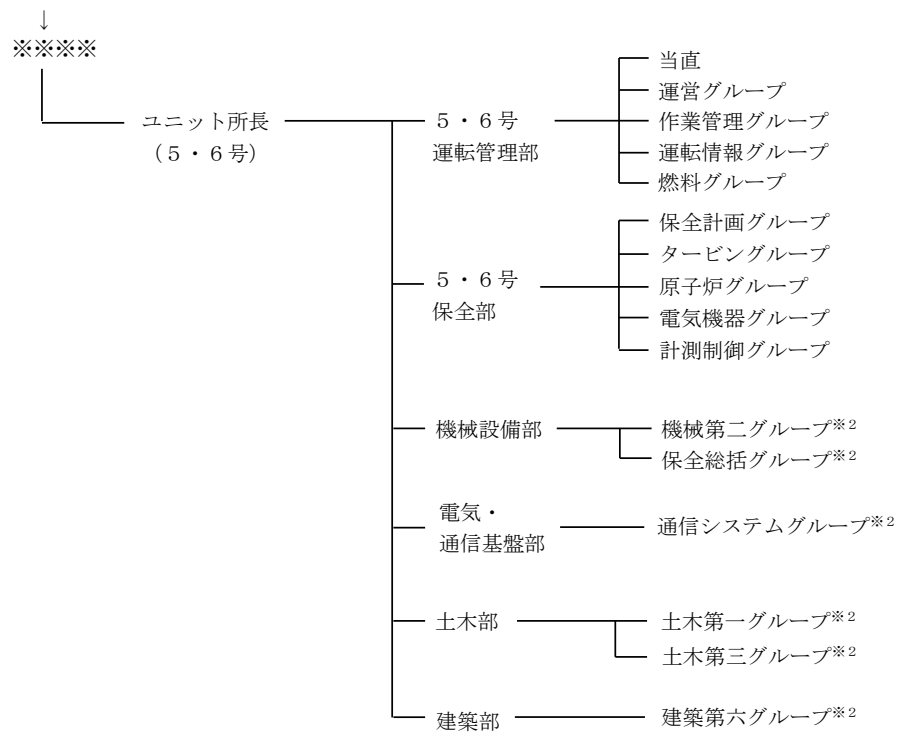 ↓
※※※※
ユニット所長
(５・６号)
５・６号
運転管理部
当直
運営グループ
作業管理グループ
運転情報グループ
燃料グループ
５・６号
保全部
保全計画グループ
タービングループ
原子炉グループ
電気機器グループ
計測制御グループ
機械設備部
機械第二グループ※2
保全総括グループ※2
電気・
通信基盤部
通信システムグループ※2
土木部
土木第一グループ※2
土木第三グループ※2
建築部
建築第六グループ※2